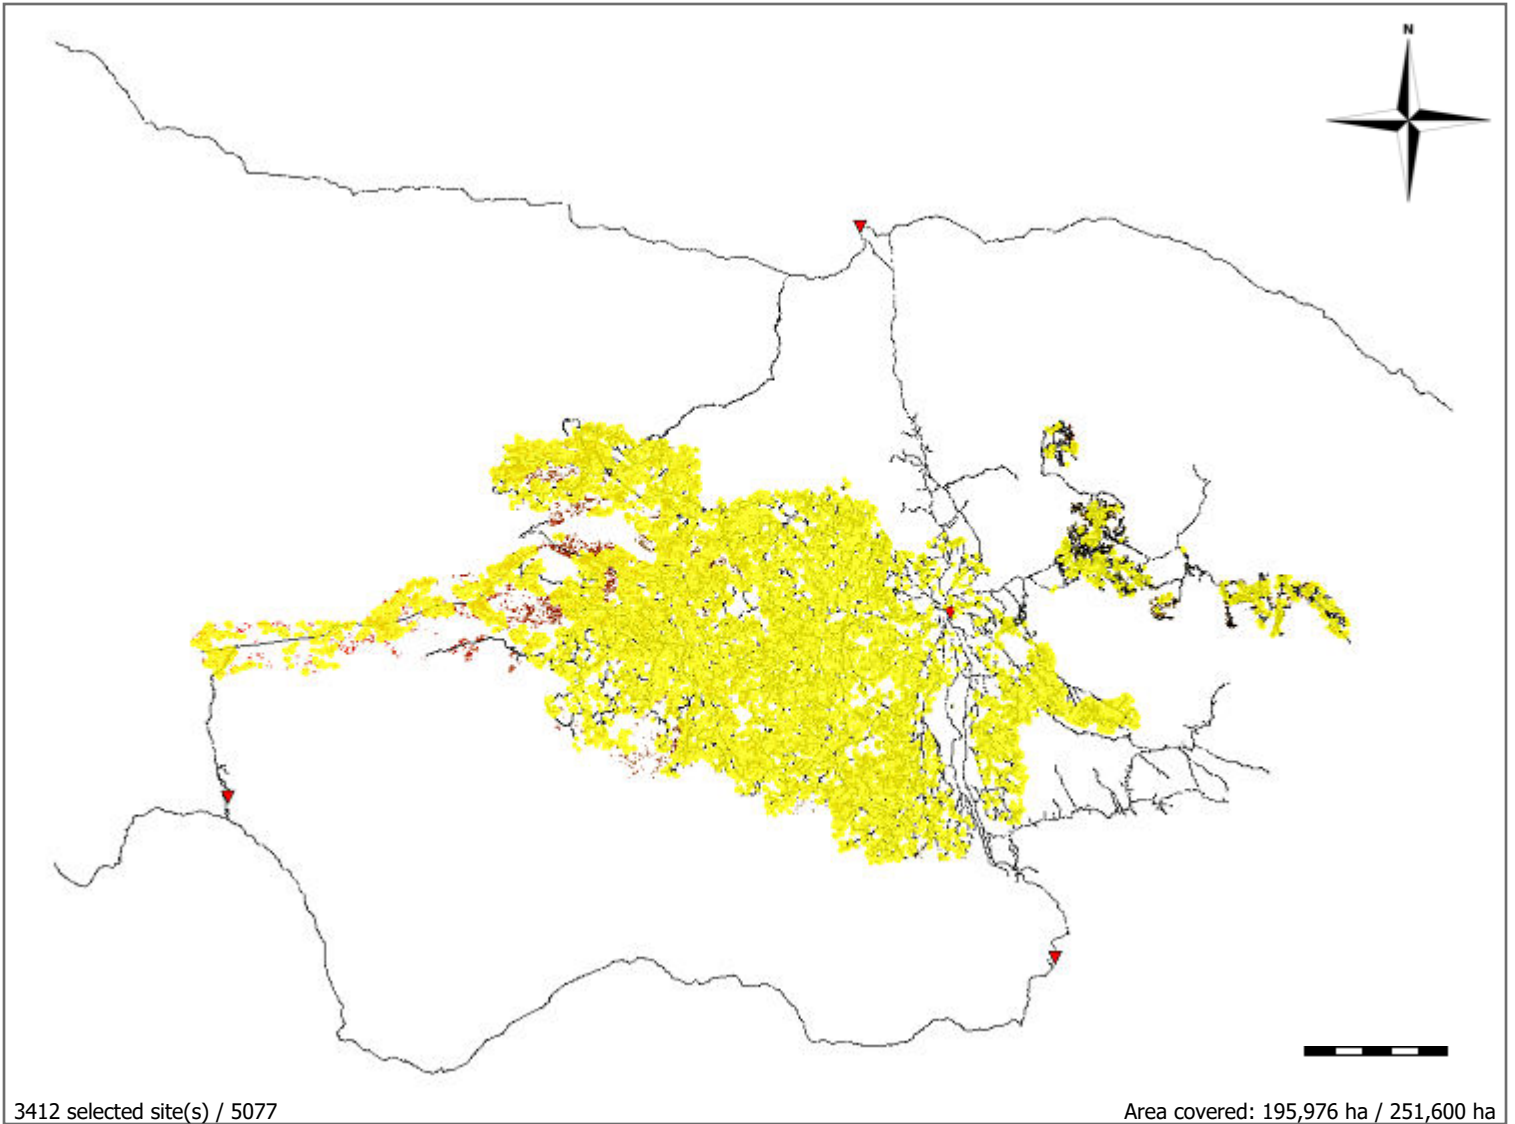 N
3412 selected site(s) / 5077
Area covered: 195,976 ha / 251,600 ha